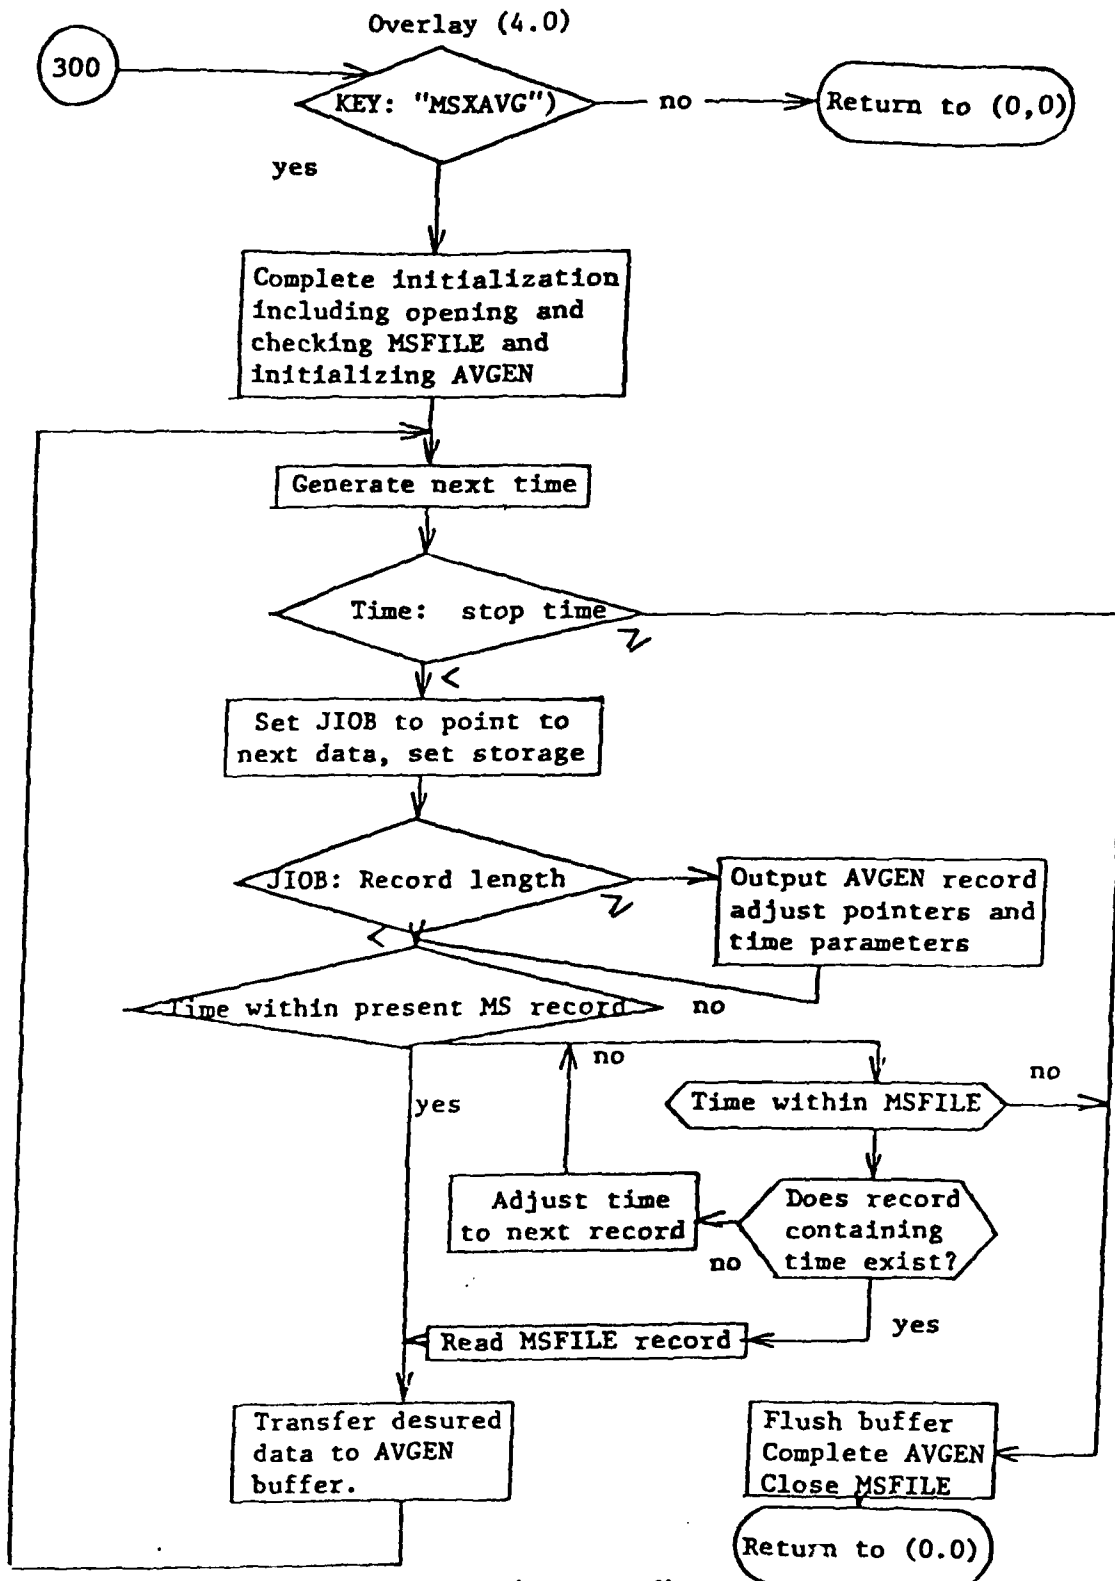 Overlay (4.0)
300
KEY: "MSXAVG")
no
Return to (0,0)
yes
Complete initialization
including opening and
checking MSFILE and
initializing AVGEN
Generate next time
Time: stop time
≥
<
Set JIOB to point to
next data, set storage
JIOB: Record length
≥
<
Output AVGEN record
adjust pointers and
time parameters
Time within present MS record
no
no
yes
Time within MSFILE
no
Adjust time
to next record
Does record
containing
time exist?
no
yes
Read MSFILE record
Transfer desured
data to AVGEN
buffer.
Flush buffer
Complete AVGEN
Close MSFILE
Return to (0.0)